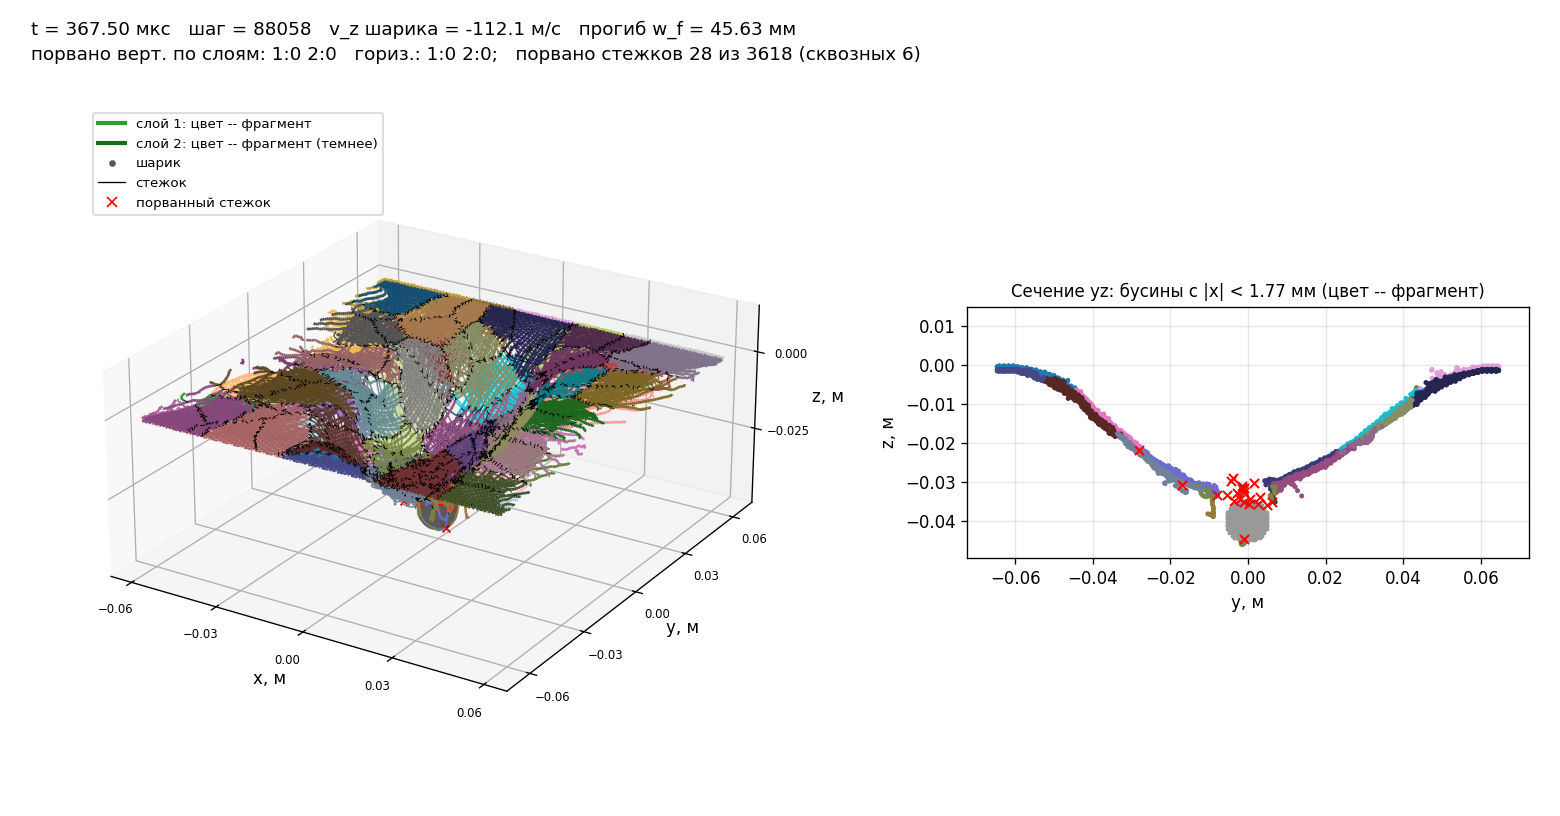 t = 367.50 мкс   шаг = 88058   v_z шарика = -112.1 м/с   прогиб w_f = 45.63 мм
порвано верт. по слоям: 1:0 2:0   гориз.: 1:0 2:0;   порвано стежков 28 из 3618 (сквозных 6)
слой 1: цвет -- фрагмент
слой 2: цвет -- фрагмент (темнее)
шарик
стежок
порванный стежок
0.000
z, м
−0.025
0.06
0.03
0.00
y, м
−0.03
−0.06
−0.06
−0.03
0.00
x, м
0.03
0.06
Сечение yz: бусины с |x| < 1.77 мм (цвет -- фрагмент)
0.01
0.00
−0.01
−0.02
−0.03
−0.04
z, м
−0.06 −0.04 −0.02 0.00 0.02 0.04 0.06
y, м